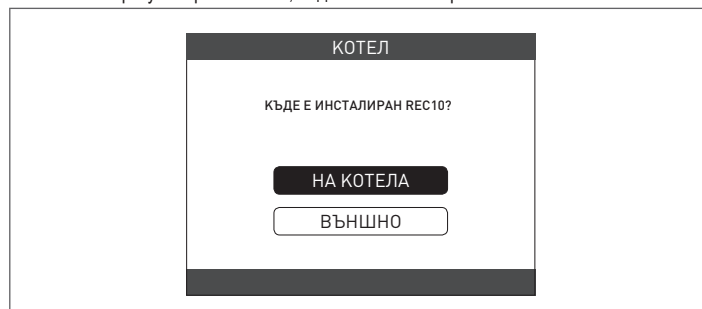 КОТЕЛ
КЪДЕ Е ИНСТАЛИРАН REC10?
НА КОТЕЛА
ВЪНШНО